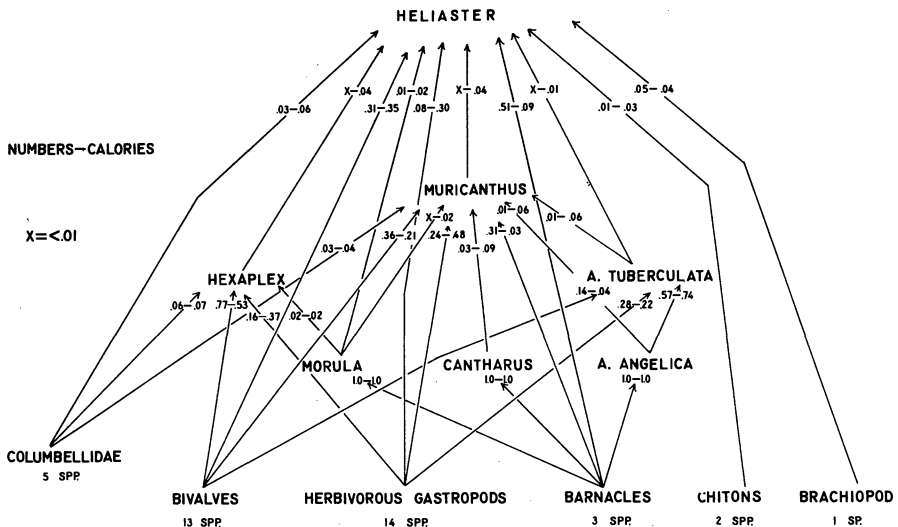 HELIASTER
X—.04
.01—.02
X—.04
X—.01
.05—.04
.03—.06
.31—.35
.08—.30
.51—.09
.01—.03
NUMBERS—CALORIES
MURICANTHUS
X—.02
.01—.06
.01—.06
X=<.01
.36—.21
.24—.48
.31—.03
.03—.04
.03—.09
HEXAPLEX
A. TUBERCULATA
.14—.04
.57—.74
.06—.07
.77—.53
.28—.22
.16—.37
.02—.02
MORULA
CANTHARUS
A. ANGELICA
1.0—1.0
1.0—1.0
1.0—1.0
COLUMBELLIDAE
5 SPP.
BIVALVES
HERBIVOROUS GASTROPODS
BARNACLES
CHITONS
BRACHIOPOD
13 SPP.
14 SPP.
3 SPP.
2 SPP.
1 SP.